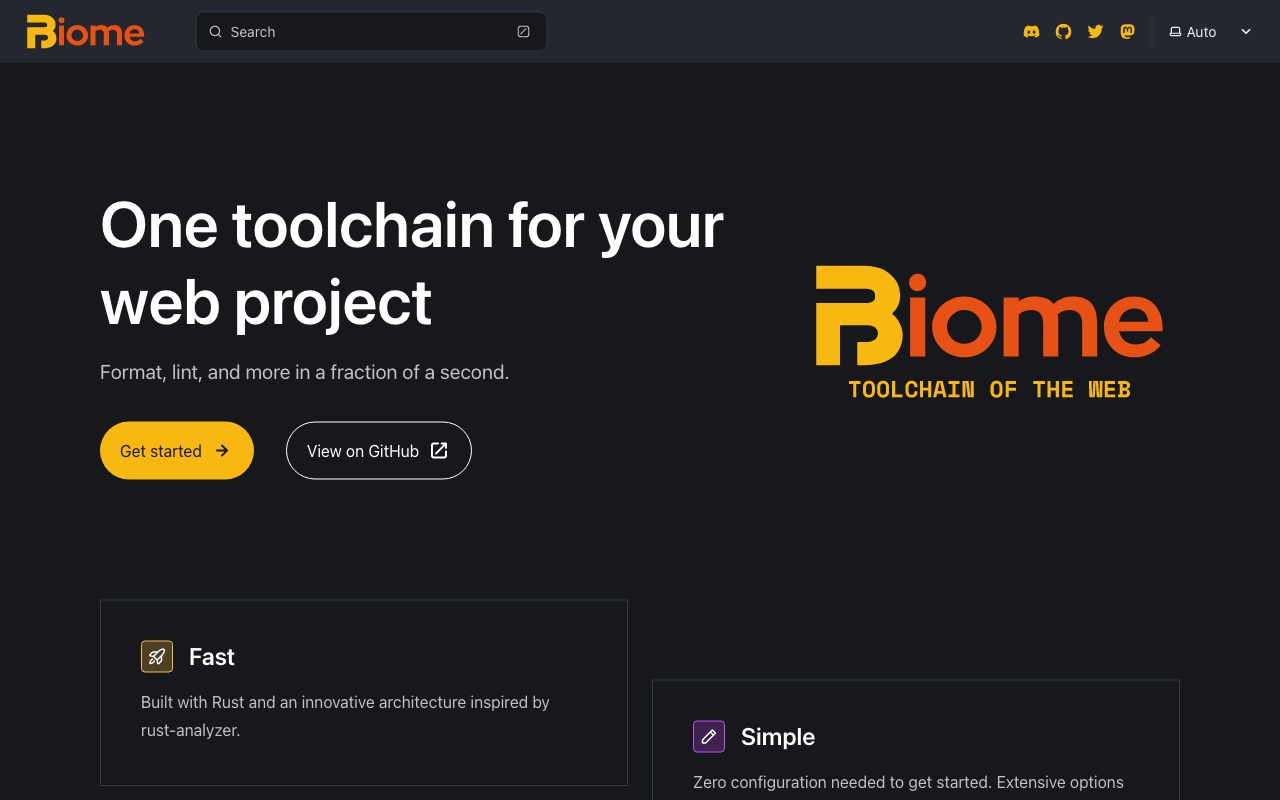 Biome
Search
Auto
One toolchain for your
web project
Format, lint, and more in a fraction of a second.
Get started
View on GitHub
Biome
TOOLCHAIN OF THE WEB
Fast
Built with Rust and an innovative architecture inspired by
rust-analyzer.
Simple
Zero configuration needed to get started. Extensive options